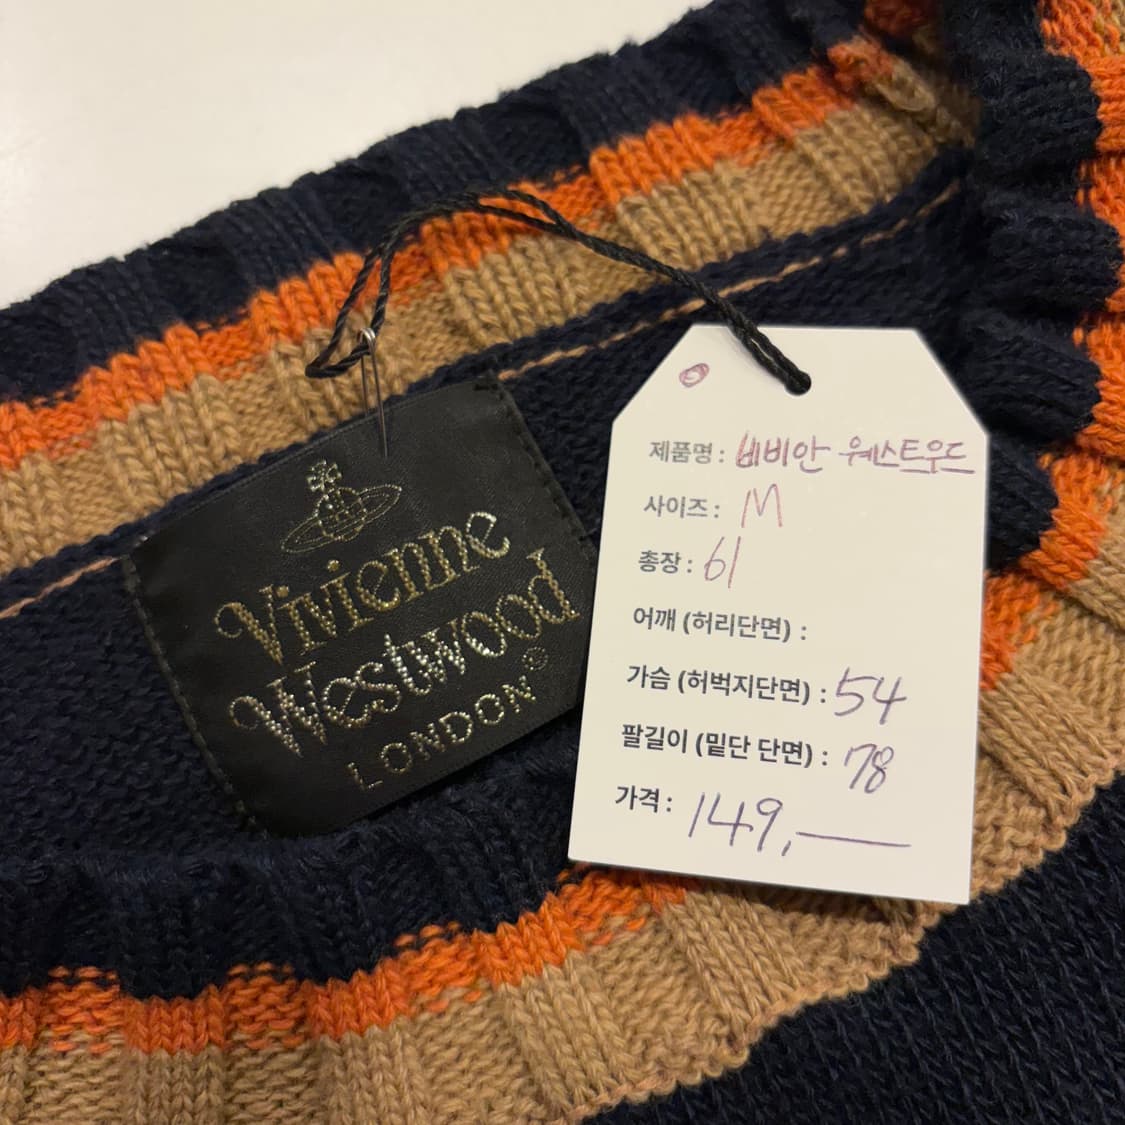 Vivienne
Westwood
LONDON
제품명 : 비비안 웨스트우드
사이즈 : M
총장 : 61
어깨 (허리단면) :
가슴 (허벅지단면) : 54
팔길이 (밑단 단면) : 78
가격 : 149,―